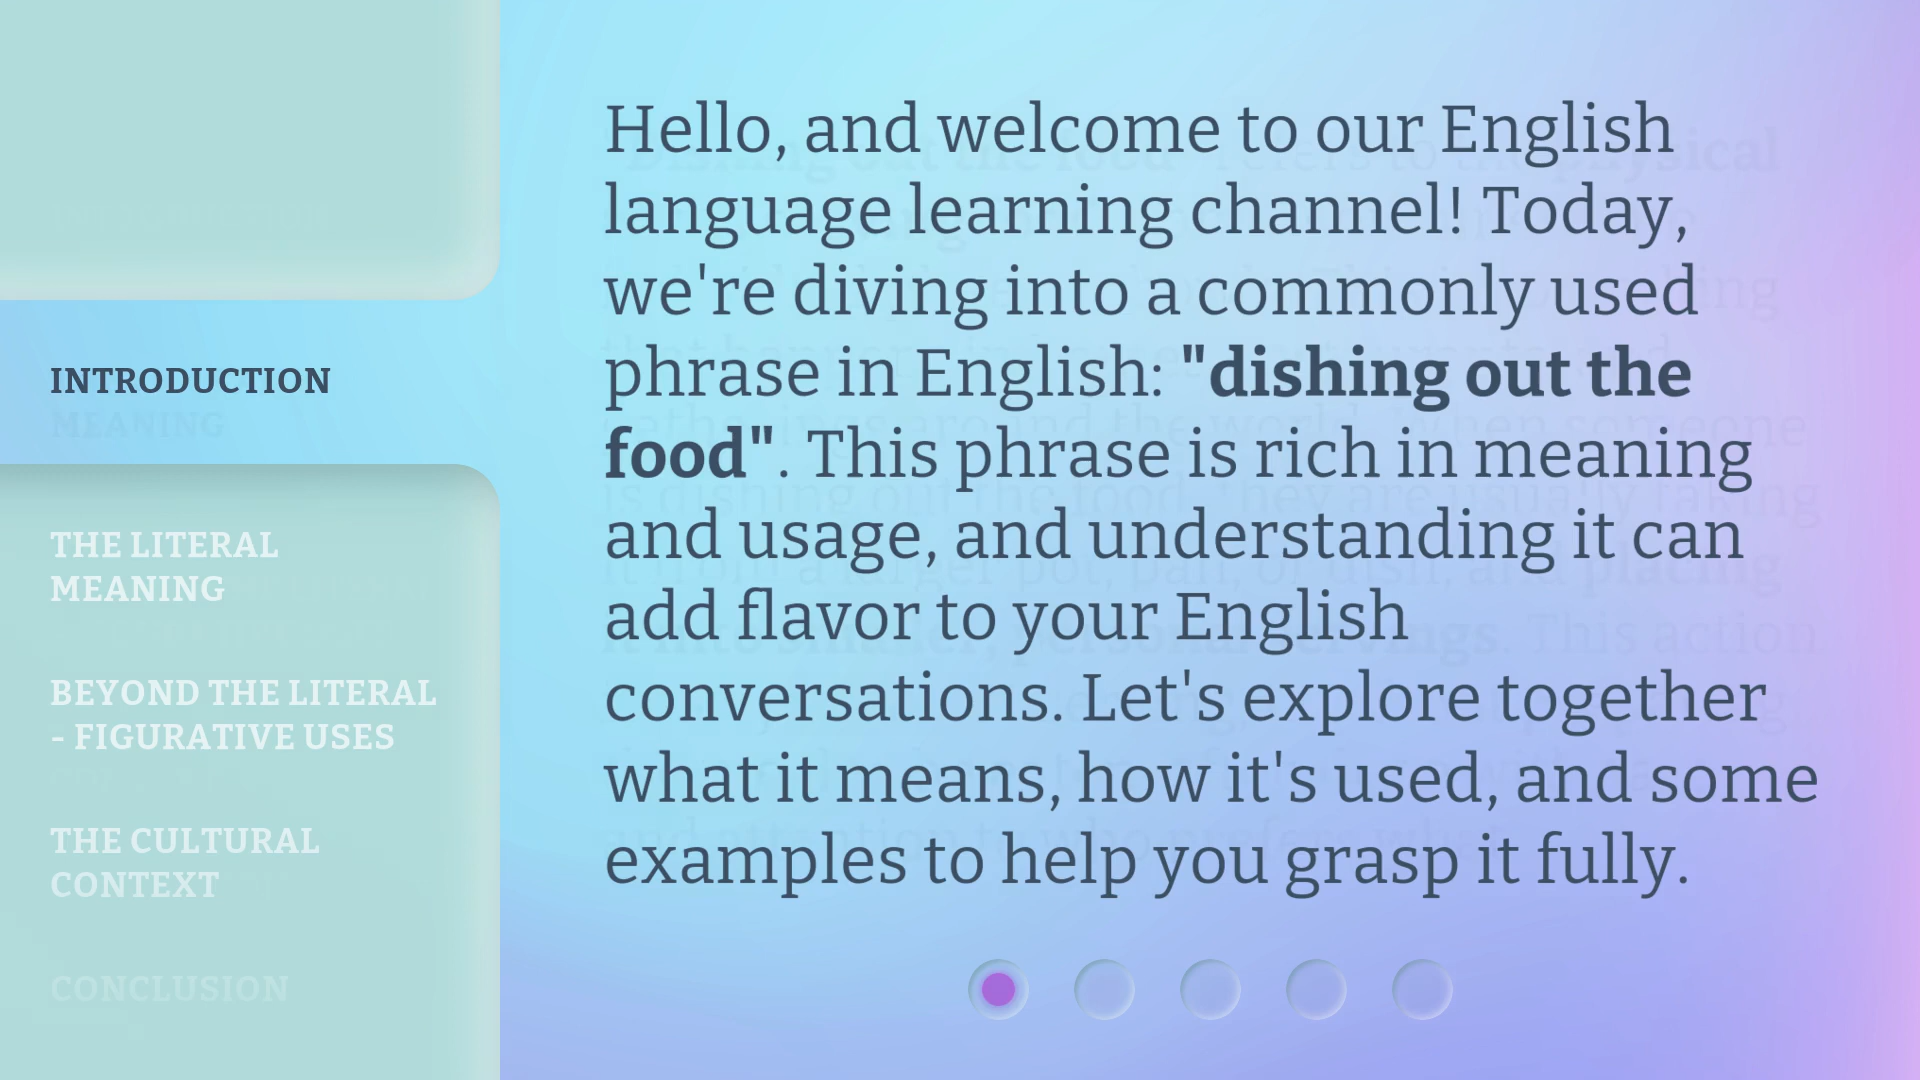 INTRODUCTION
THE LITERAL
MEANING
BEYOND THE LITERAL
- FIGURATIVE USES
THE CULTURAL
CONTEXT
CONCLUSION
Hello, and welcome to our English
language learning channel! Today,
we're diving into a commonly used
phrase in English: "dishing out the
food". This phrase is rich in meaning
and usage, and understanding it can
add flavor to your English
conversations. Let's explore together
what it means, how it's used, and some
examples to help you grasp it fully.